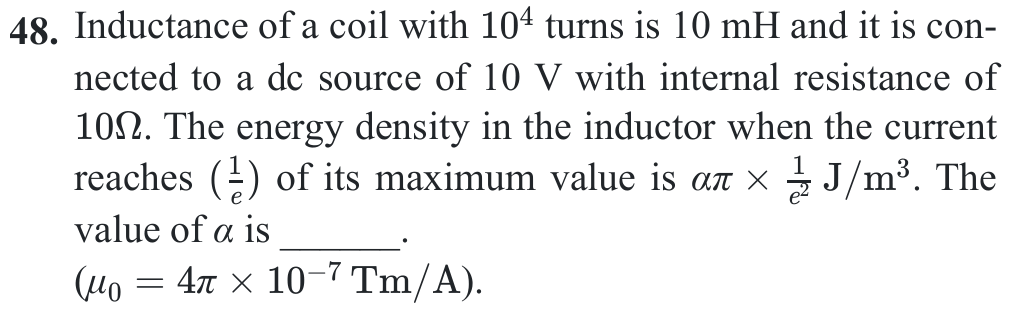 48. Inductance of a coil with 10⁴ turns is 10 mH and it is con-
nected to a dc source of 10 V with internal resistance of
10Ω. The energy density in the inductor when the current
reaches (1/e) of its maximum value is απ × 1/e² J/m³. The
value of α is ______.
(μ₀ = 4π × 10⁻⁷ Tm/A).